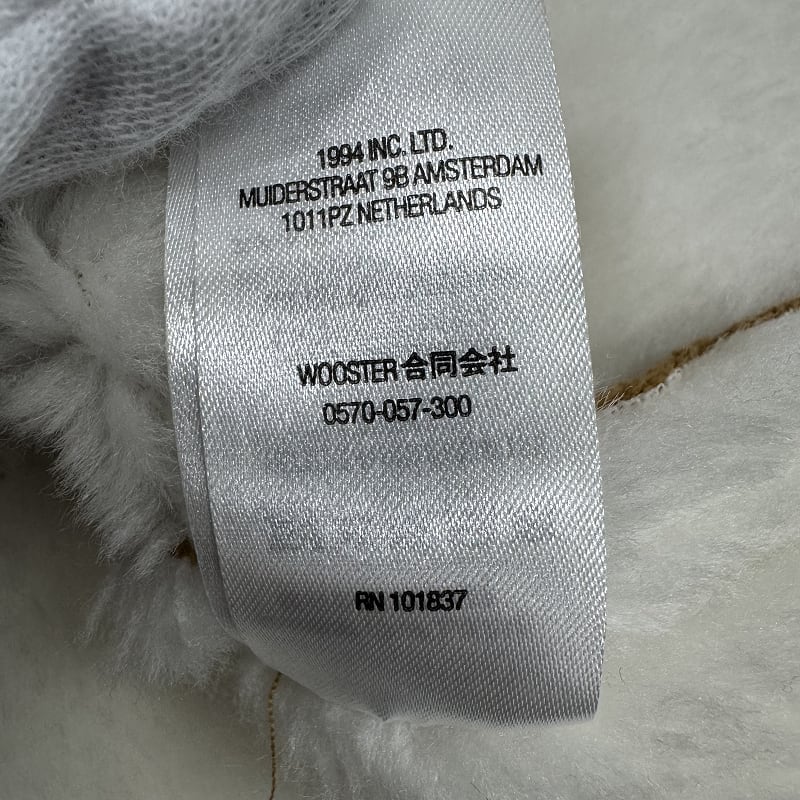 1994 INC. LTD.
MUIDERSTRAAT 9B AMSTERDAM
1011PZ NETHERLANDS
WOOSTER合同会社
0570-057-300
RN 101837